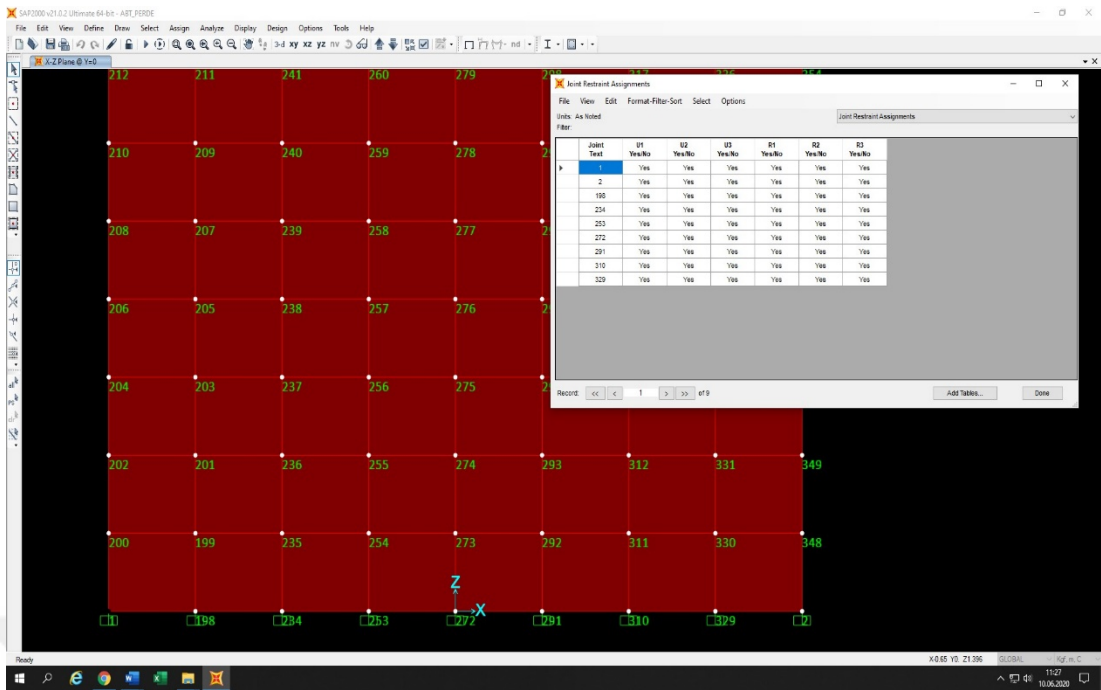 SAP2000 v21.0.2 Ultimate 64-bit - ABT_PERDE
File Edit View Define Draw Select Assign Analyze Display Design Options Tools Help
3-d xy xz yz nv nd
X-Z Plane @ Y=0
212 211 241 260 279
Joint Restraint Assignments
File View Edit Format-Filter-Sort Select Options
Units: As Noted
Joint Restraint Assignments
Filter:
Joint U1 U2 U3 R1 R2 R3
Text Yes/No Yes/No Yes/No Yes/No Yes/No Yes/No
1 Yes Yes Yes Yes Yes Yes
2 Yes Yes Yes Yes Yes Yes
198 Yes Yes Yes Yes Yes Yes
234 Yes Yes Yes Yes Yes Yes
253 Yes Yes Yes Yes Yes Yes
272 Yes Yes Yes Yes Yes Yes
291 Yes Yes Yes Yes Yes Yes
310 Yes Yes Yes Yes Yes Yes
329 Yes Yes Yes Yes Yes Yes
Record: << < 1 > >> of 9
Add Tables... Done
210 209 240 259 278
208 207 239 258 277
206 205 238 257 276
204 203 237 256 275
202 201 236 255 274 293 312 331 349
200 199 235 254 273 292 311 330 348
Z
X
1 198 234 253 272 291 310 329 2
Ready
X-0.65 Y0. Z1.396 GLOBAL Kgf, m, C
11:27
10.06.2020